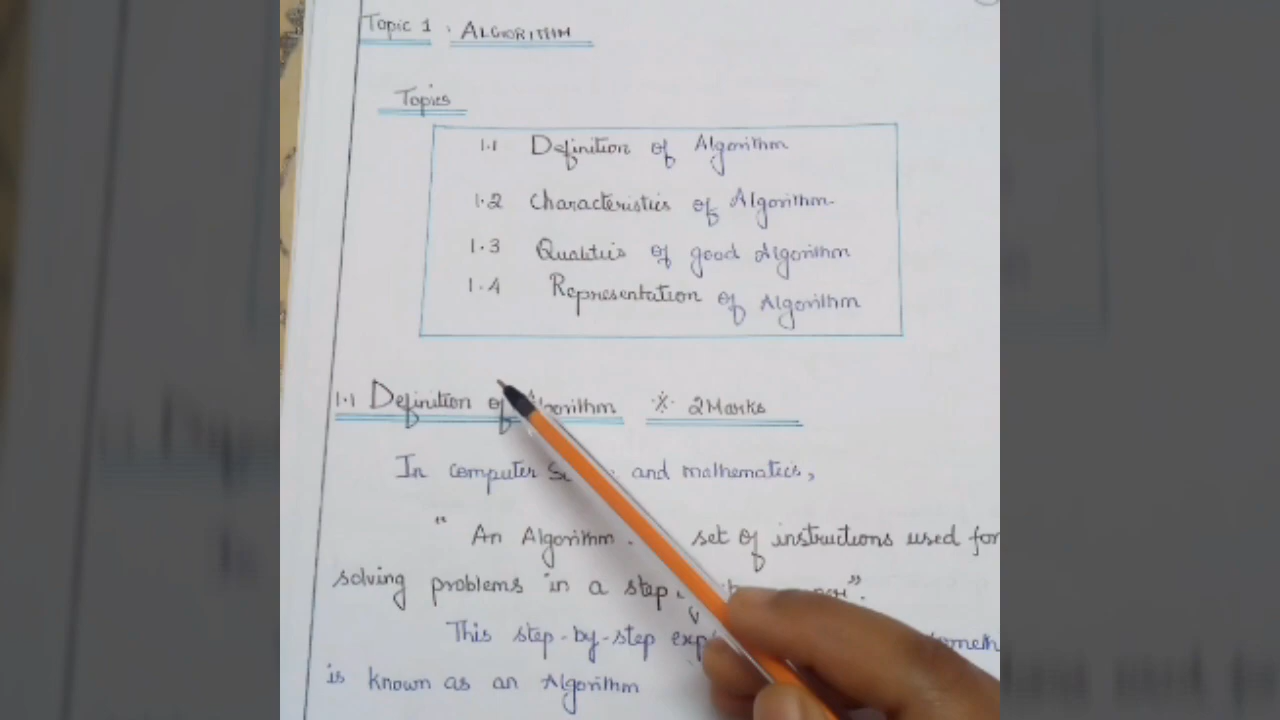 Topic 1 : ALGORITHM
Topics
1.1 Definition of Algorithm
1.2 Characteristics of Algorithm
1.3 Qualities of good Algorithm
1.4 Representation of Algorithm
1.1 Definition of Algorithm * 2Marks
In computer and mathematics,
" An Algorithm set of instructions used for
solving problems in a step ".
This step-by-step
is known as an Algorithm